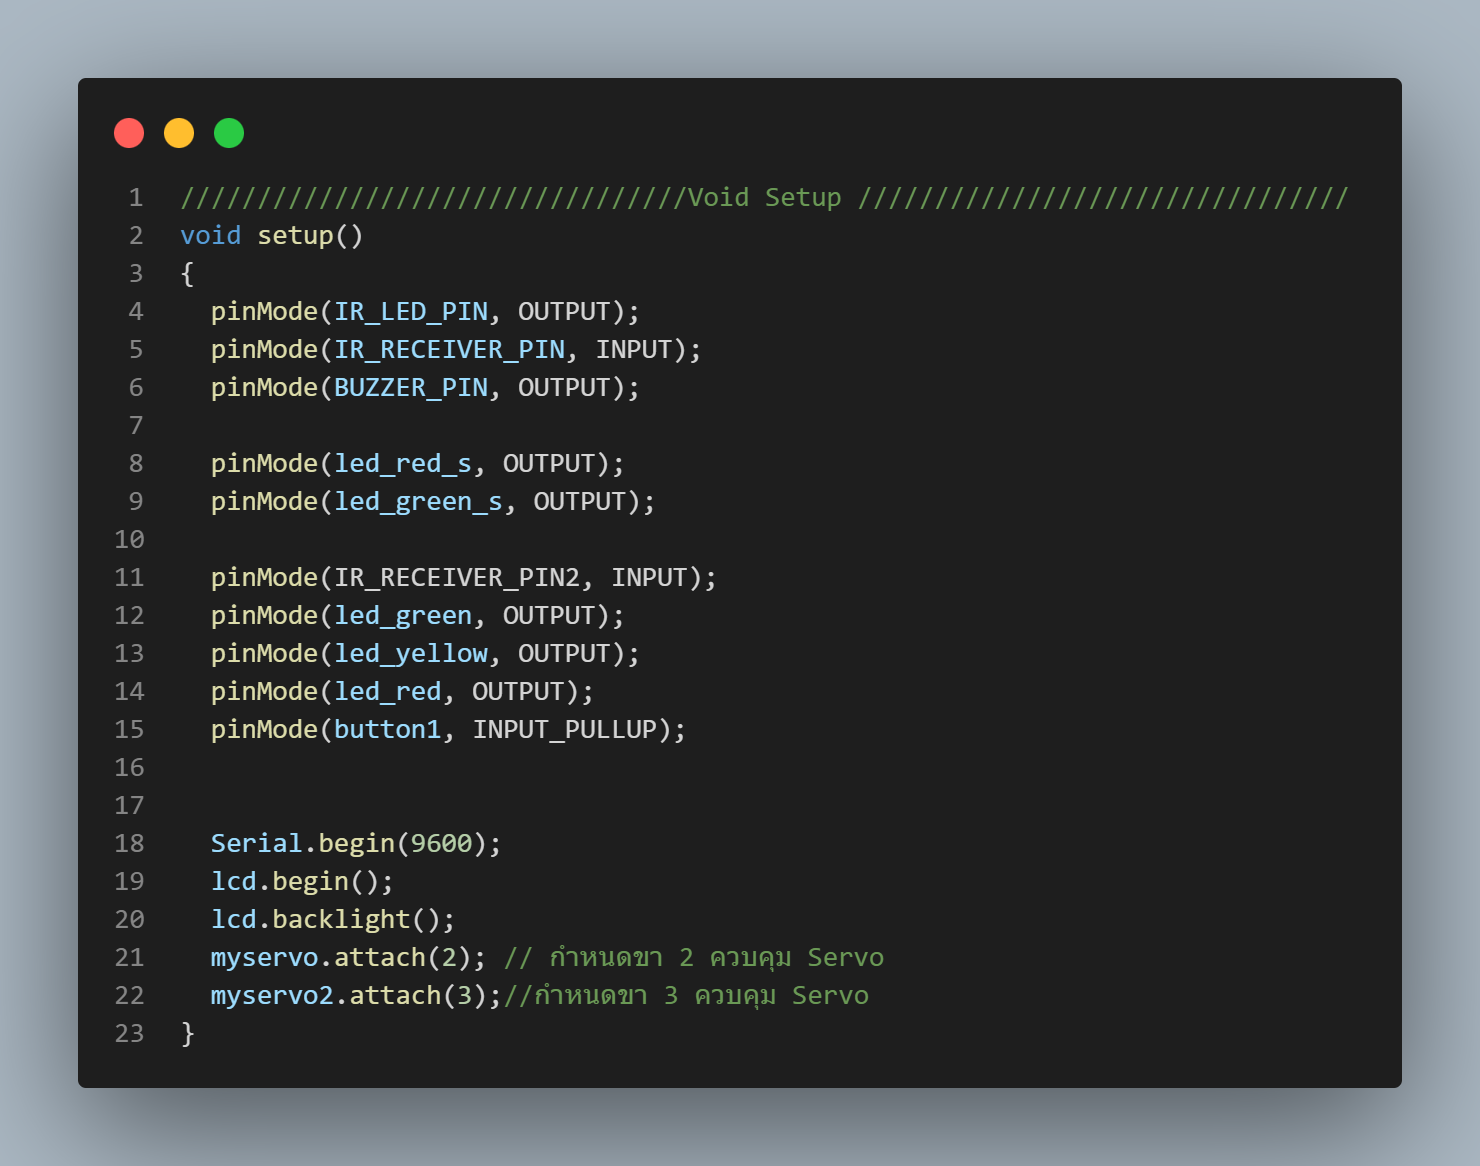 1 /////////////////////////////////Void Setup ////////////////////////////////
2 void setup()
3 {
4 pinMode(IR_LED_PIN, OUTPUT);
5 pinMode(IR_RECEIVER_PIN, INPUT);
6 pinMode(BUZZER_PIN, OUTPUT);
7
8 pinMode(led_red_s, OUTPUT);
9 pinMode(led_green_s, OUTPUT);
10
11 pinMode(IR_RECEIVER_PIN2, INPUT);
12 pinMode(led_green, OUTPUT);
13 pinMode(led_yellow, OUTPUT);
14 pinMode(led_red, OUTPUT);
15 pinMode(button1, INPUT_PULLUP);
16
17
18 Serial.begin(9600);
19 lcd.begin();
20 lcd.backlight();
21 myservo.attach(2); // กำหนดขา 2 ควบคุม Servo
22 myservo2.attach(3);//กำหนดขา 3 ควบคุม Servo
23 }